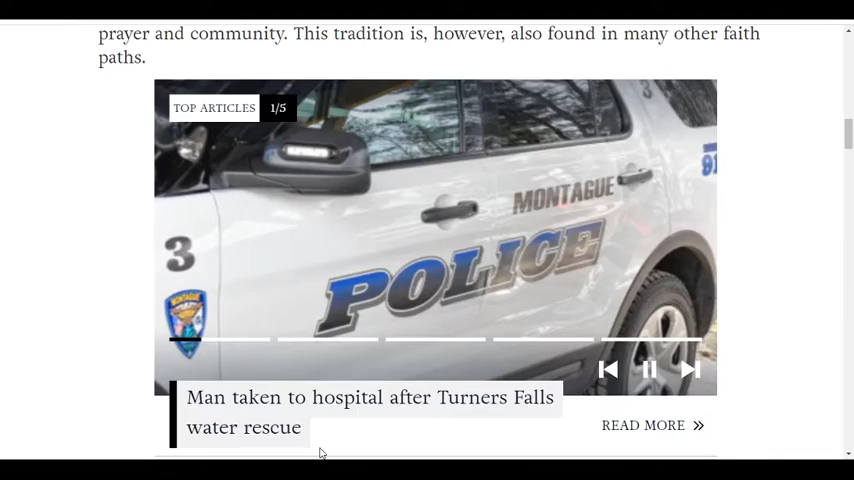 prayer and community. This tradition is, however, also found in many other faith
paths.
TOP ARTICLES 1/5
3
MONTAGUE
POLICE
3
MONTAGUE
Man taken to hospital after Turners Falls
water rescue
READ MORE